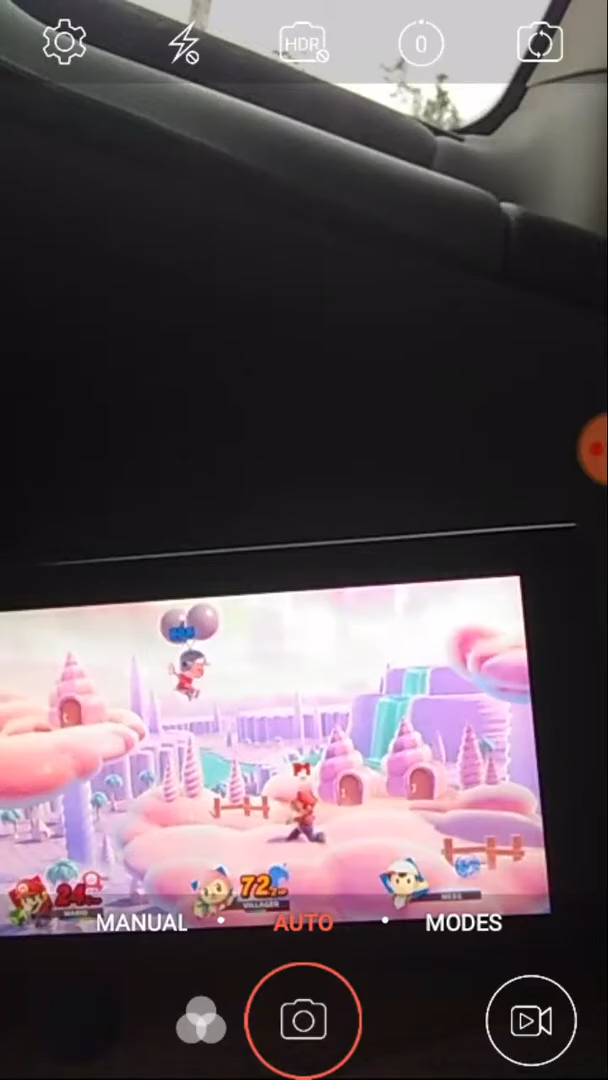 HDR
0
24
72
MARIO
VILLAGER
NESS
MANUAL • AUTO • MODES